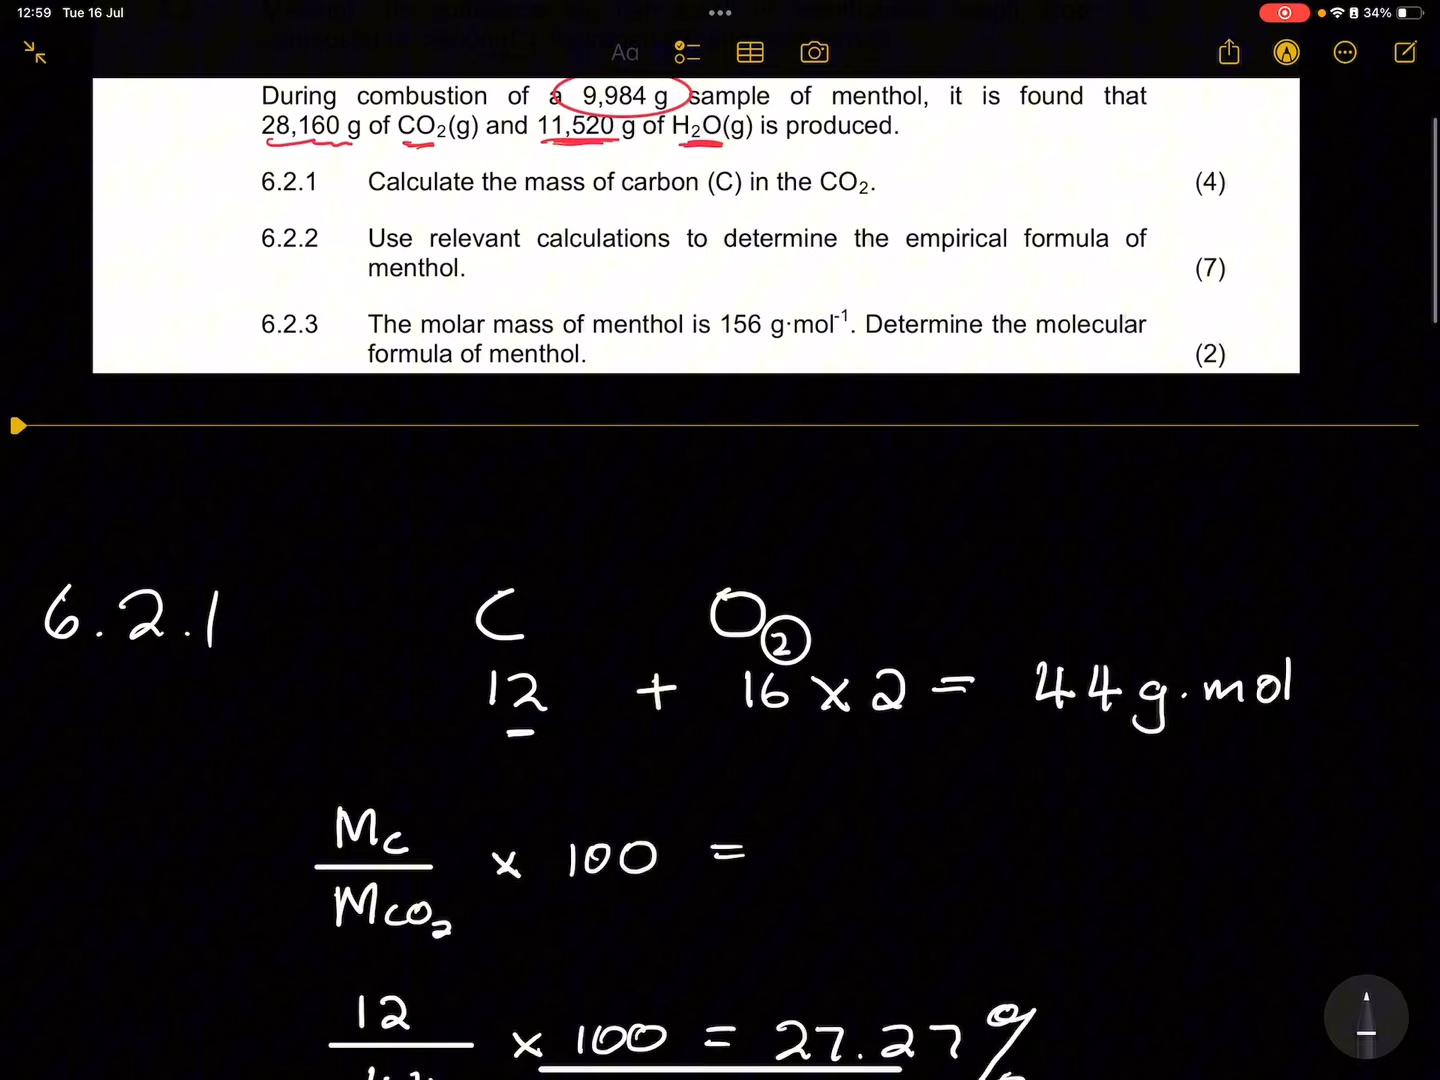 12:59 Tue 16 Jul
34%
Aa
During combustion of a 9,984 g sample of menthol, it is found that
28,160 g of CO₂(g) and 11,520 g of H₂O(g) is produced.
6.2.1 Calculate the mass of carbon (C) in the CO₂. (4)
6.2.2 Use relevant calculations to determine the empirical formula of
menthol. (7)
6.2.3 The molar mass of menthol is 156 g·mol⁻¹. Determine the molecular
formula of menthol. (2)
6.2.1 C O₂
12 + 16 × 2 = 44 g.mol
Mc
× 100 =
Mco₂
12
× 100 = 27.27 %